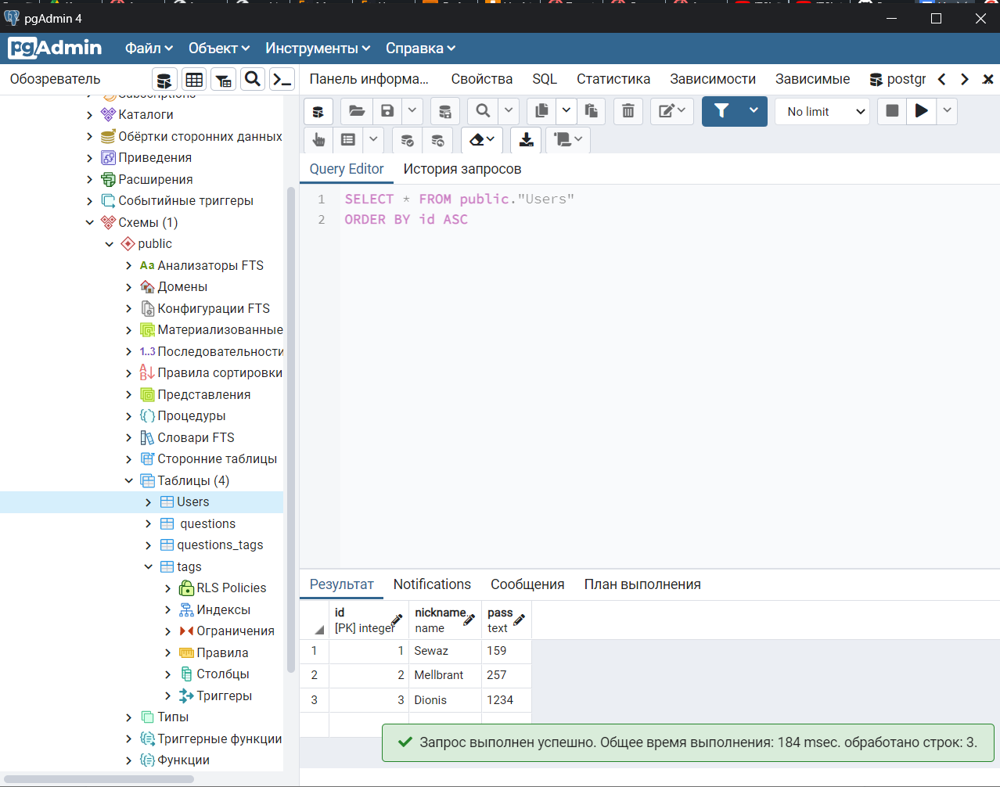 pgAdmin 4
pgAdmin
Файл
Объект
Инструменты
Справка
Обозреватель
Панель информа...
Свойства
SQL
Статистика
Зависимости
Зависимые
postgr
Subscriptions
Каталоги
Обёртки сторонних данных
Приведения
Расширения
Событийные триггеры
Схемы (1)
public
Aa Анализаторы FTS
Домены
Конфигурации FTS
Материализованные
1..3 Последовательности
Правила сортировки
Представления
Процедуры
Словари FTS
Сторонние таблицы
Таблицы (4)
Users
questions
questions_tags
tags
RLS Policies
Индексы
Ограничения
Правила
Столбцы
Триггеры
Типы
Триггерные функции
Функции
No limit
Query Editor
История запросов
1 SELECT * FROM public."Users"
2 ORDER BY id ASC
Результат
Notifications
Сообщения
План выполнения
id nickname pass
[PK] integer name text
1 1 Sewaz 159
2 2 Mellbrant 257
3 3 Dionis 1234
Запрос выполнен успешно. Общее время выполнения: 184 msec. обработано строк: 3.